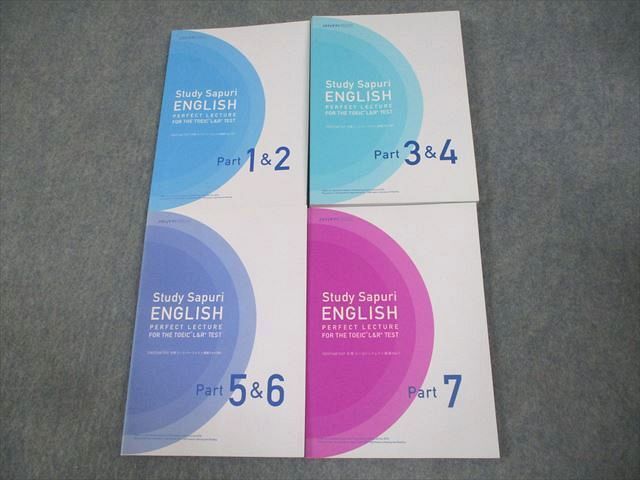 Study Sapuri
ENGLISH
PERFECT LECTURE
FOR THE TOEIC® L&R® TEST
Part 1 & 2
Study Sapuri
ENGLISH
PERFECT LECTURE
FOR THE TOEIC® L&R® TEST
Part 3 & 4
Study Sapuri
ENGLISH
PERFECT LECTURE
FOR THE TOEIC® L&R® TEST
Part 5 & 6
Study Sapuri
ENGLISH
PERFECT LECTURE
FOR THE TOEIC® L&R® TEST
Part 7